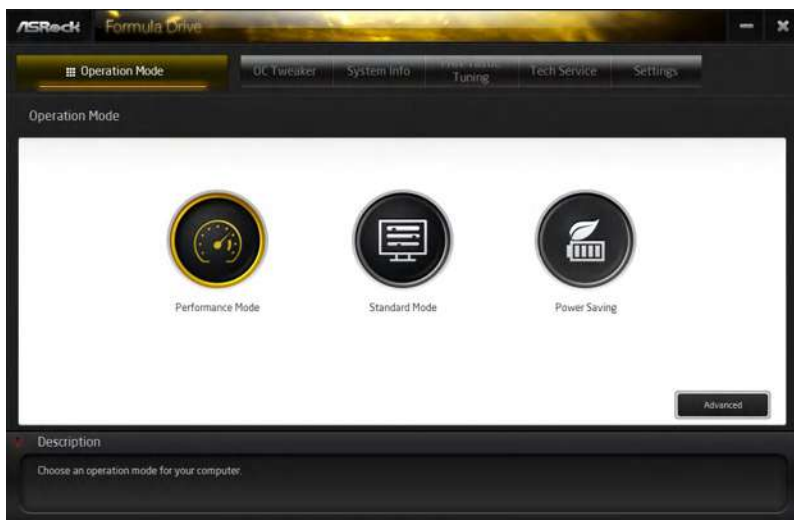 ASRock Formula Drive
Operation Mode OC Tweaker System Info Tuning Tech Service Settings
Operation Mode
Performance Mode Standard Mode Power Saving
Advanced
Description
Choose an operation mode for your computer.